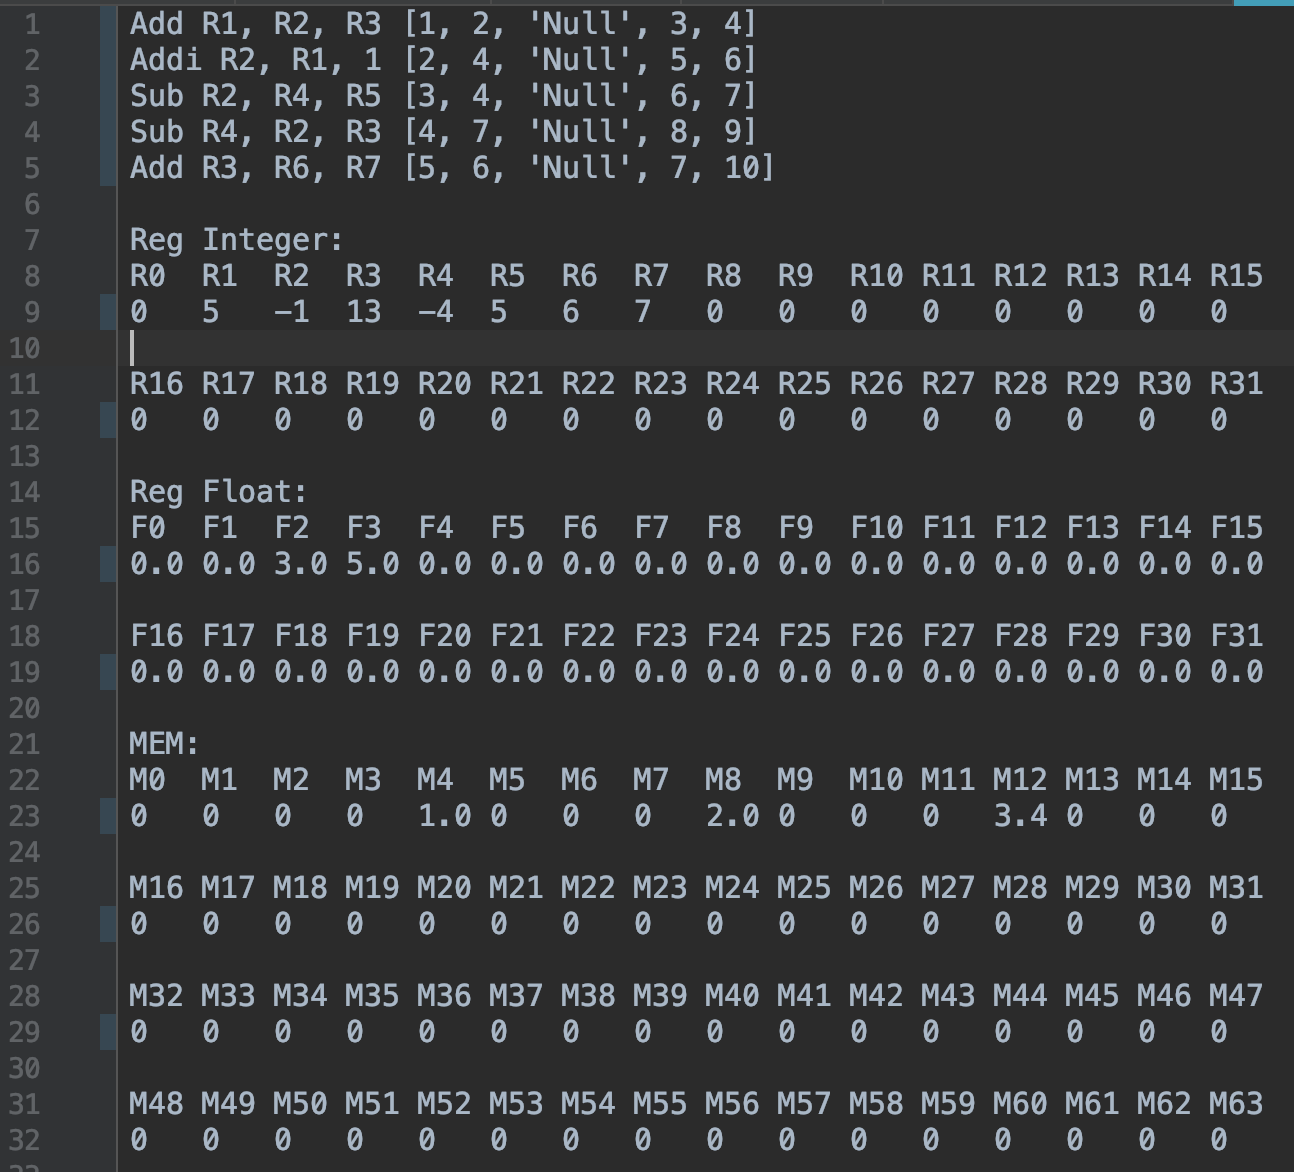 1 Add R1, R2, R3 [1, 2, 'Null', 3, 4]
2 Addi R2, R1, 1 [2, 4, 'Null', 5, 6]
3 Sub R2, R4, R5 [3, 4, 'Null', 6, 7]
4 Sub R4, R2, R3 [4, 7, 'Null', 8, 9]
5 Add R3, R6, R7 [5, 6, 'Null', 7, 10]
6
7 Reg Integer:
8 R0 R1 R2 R3 R4 R5 R6 R7 R8 R9 R10 R11 R12 R13 R14 R15
9 0 5 -1 13 -4 5 6 7 0 0 0 0 0 0 0 0
10
11 R16 R17 R18 R19 R20 R21 R22 R23 R24 R25 R26 R27 R28 R29 R30 R31
12 0 0 0 0 0 0 0 0 0 0 0 0 0 0 0 0
13
14 Reg Float:
15 F0 F1 F2 F3 F4 F5 F6 F7 F8 F9 F10 F11 F12 F13 F14 F15
16 0.0 0.0 3.0 5.0 0.0 0.0 0.0 0.0 0.0 0.0 0.0 0.0 0.0 0.0 0.0 0.0
17
18 F16 F17 F18 F19 F20 F21 F22 F23 F24 F25 F26 F27 F28 F29 F30 F31
19 0.0 0.0 0.0 0.0 0.0 0.0 0.0 0.0 0.0 0.0 0.0 0.0 0.0 0.0 0.0 0.0
20
21 MEM:
22 M0 M1 M2 M3 M4 M5 M6 M7 M8 M9 M10 M11 M12 M13 M14 M15
23 0 0 0 0 1.0 0 0 0 2.0 0 0 0 3.4 0 0 0
24
25 M16 M17 M18 M19 M20 M21 M22 M23 M24 M25 M26 M27 M28 M29 M30 M31
26 0 0 0 0 0 0 0 0 0 0 0 0 0 0 0 0
27
28 M32 M33 M34 M35 M36 M37 M38 M39 M40 M41 M42 M43 M44 M45 M46 M47
29 0 0 0 0 0 0 0 0 0 0 0 0 0 0 0 0
30
31 M48 M49 M50 M51 M52 M53 M54 M55 M56 M57 M58 M59 M60 M61 M62 M63
32 0 0 0 0 0 0 0 0 0 0 0 0 0 0 0 0